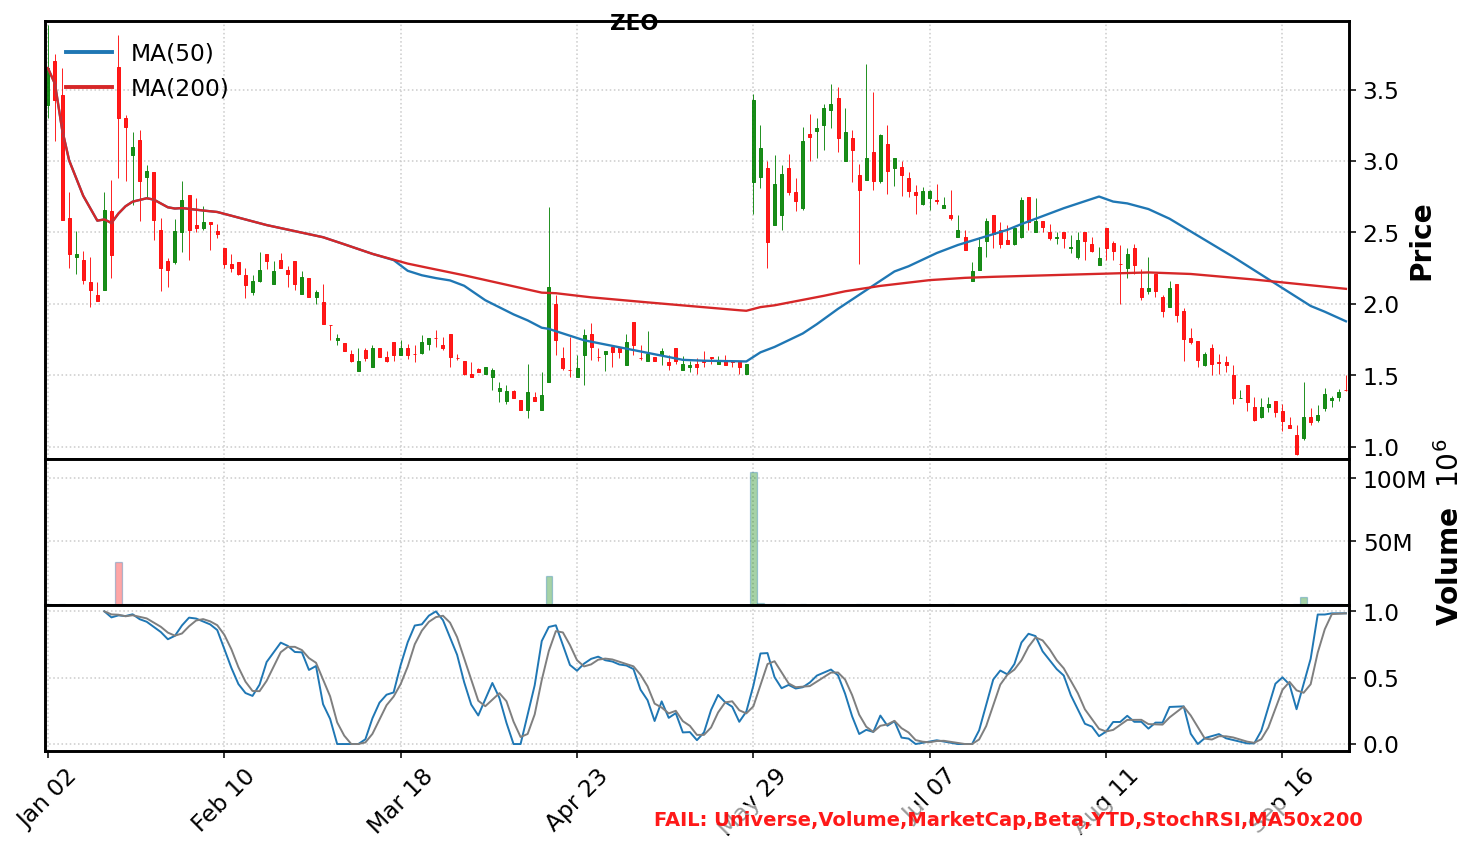 ZEO
MA(50)
MA(200)
3.5
3.0
2.5
2.0
1.5
1.0
Price
100M
50M
Volume 10^6
1.0
0.5
0.0
Jan 02
Feb 10
Mar 18
Apr 23
May 29
Jul 07
Aug 11
Sep 16
FAIL: Universe,Volume,MarketCap,Beta,YTD,StochRSI,MA50x200